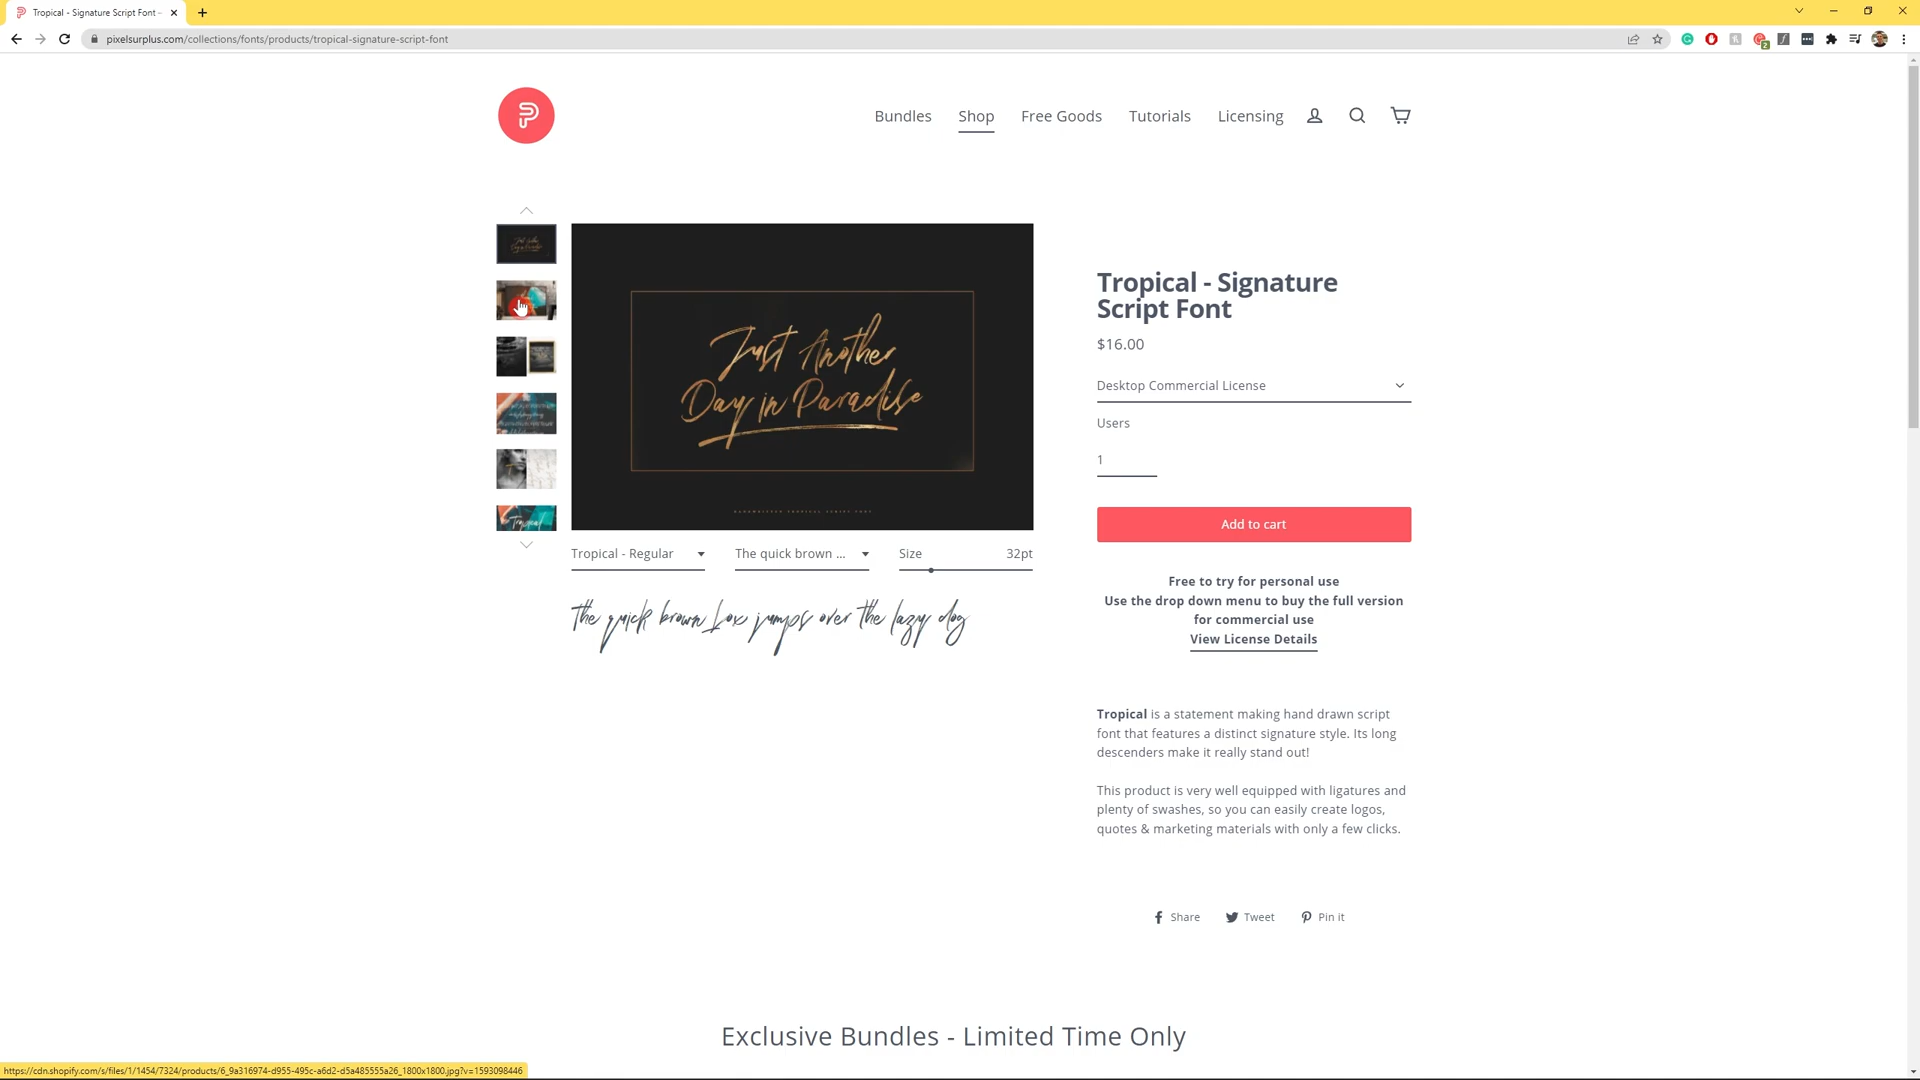 Tropical - Signature Script Font -
pixelsurplus.com/collections/fonts/products/tropical-signature-script-font
2
Bundles
Shop
Free Goods
Tutorials
Licensing
Just Another
Day in Paradise
Tropical
Tropical - Regular
The quick brown ...
Size
32pt
The quick brown fox jumps over the lazy dog
Tropical - Signature
Script Font
$16.00
Desktop Commercial License
Users
1
Add to cart
Free to try for personal use
Use the drop down menu to buy the full version
for commercial use
View License Details
Tropical is a statement making hand drawn script
font that features a distinct signature style. Its long
descenders make it really stand out!
This product is very well equipped with ligatures and
plenty of swashes, so you can easily create logos,
quotes & marketing materials with only a few clicks.
Share
Tweet
Pin it
Exclusive Bundles - Limited Time Only
https://cdn.shopify.com/s/files/1/1454/7324/products/6_9a316974-d955-495c-a6d2-d5a485555a26_1800x1800.jpg?v=1593098446